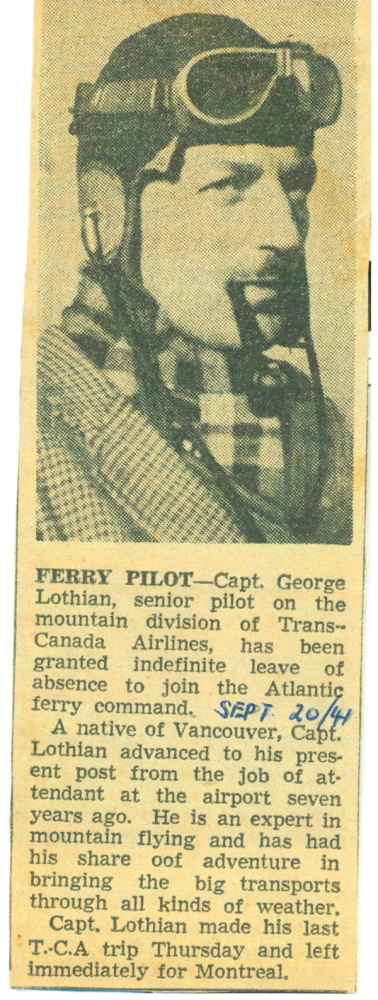 FERRY PILOT—Capt. George
Lothian, senior pilot on the
mountain division of Trans-
Canada Airlines, has been
granted indefinite leave of
absence to join the Atlantic
ferry command. SEPT 20/41
A native of Vancouver, Capt.
Lothian advanced to his pres-
ent post from the job of at-
tendant at the airport seven
years ago. He is an expert in
mountain flying and has had
his share oof adventure in
bringing the big transports
through all kinds of weather.
Capt. Lothian made his last
T.-C.A trip Thursday and left
immediately for Montreal.